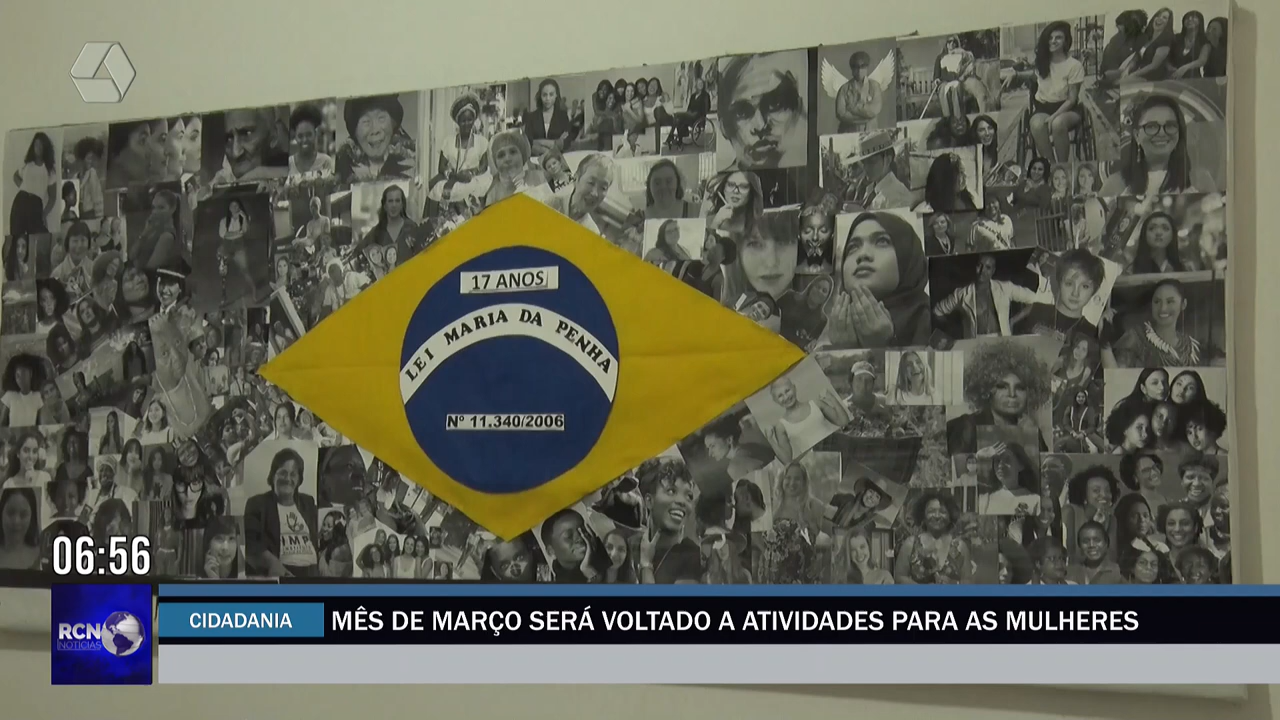 17 ANOS
LEI MARIA DA PENHA
Nº 11.340/2006
06:56
RCN
NOTÍCIAS
CIDADANIA
MÊS DE MARÇO SERÁ VOLTADO A ATIVIDADES PARA AS MULHERES